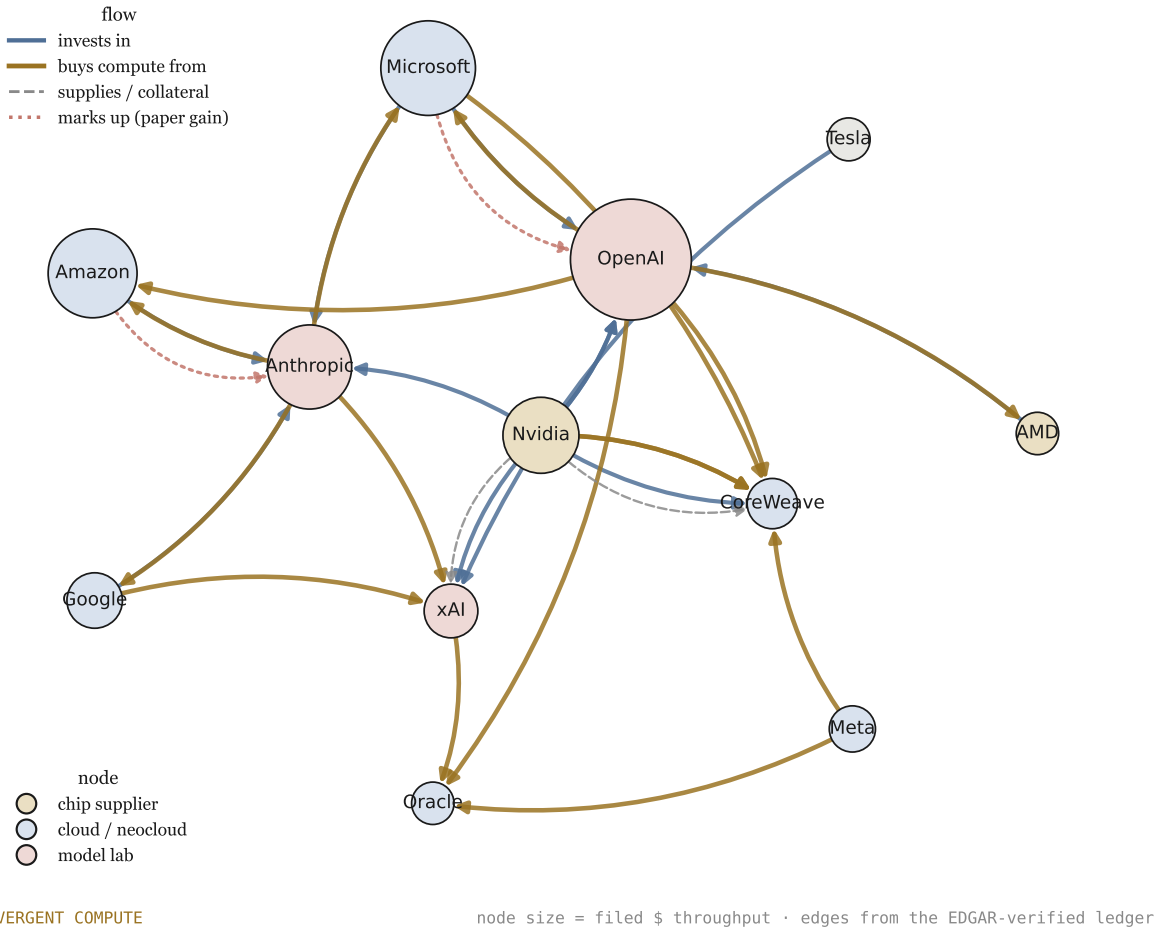 flow
invests in
buys compute from
supplies / collateral
marks up (paper gain)
Microsoft
Tesla
OpenAI
Amazon
Anthropic
Nvidia
AMD
CoreWeave
Google
xAI
Meta
Oracle
node
chip supplier
cloud / neocloud
model lab
VERGENT COMPUTE
node size = filed $ throughput · edges from the EDGAR-verified ledger